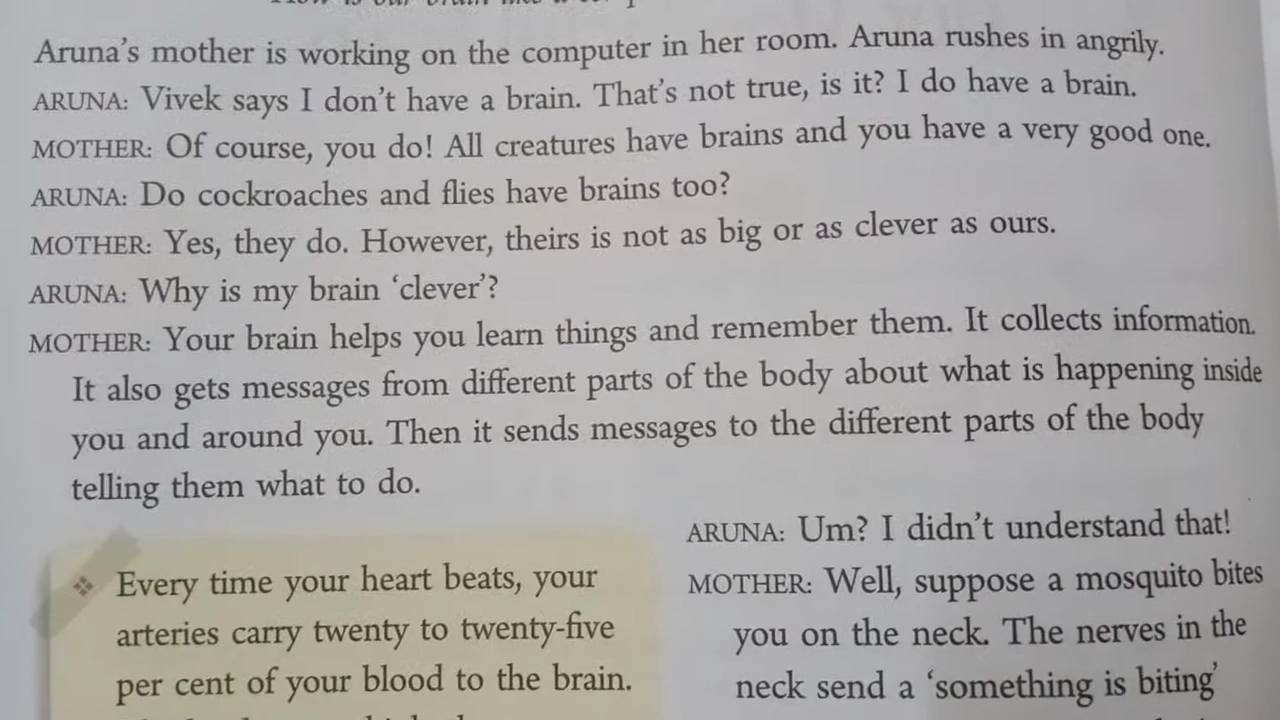 Aruna's mother is working on the computer in her room. Aruna rushes in angrily.
ARUNA: Vivek says I don't have a brain. That's not true, is it? I do have a brain.
MOTHER: Of course, you do! All creatures have brains and you have a very good one.
ARUNA: Do cockroaches and flies have brains too?
MOTHER: Yes, they do. However, theirs is not as big or as clever as ours.
ARUNA: Why is my brain ‘clever’?
MOTHER: Your brain helps you learn things and remember them. It collects information.
It also gets messages from different parts of the body about what is happening inside
you and around you. Then it sends messages to the different parts of the body
telling them what to do.
❖ Every time your heart beats, your
arteries carry twenty to twenty-five
per cent of your blood to the brain.
ARUNA: Um? I didn't understand that!
MOTHER: Well, suppose a mosquito bites
you on the neck. The nerves in the
neck send a ‘something is biting’